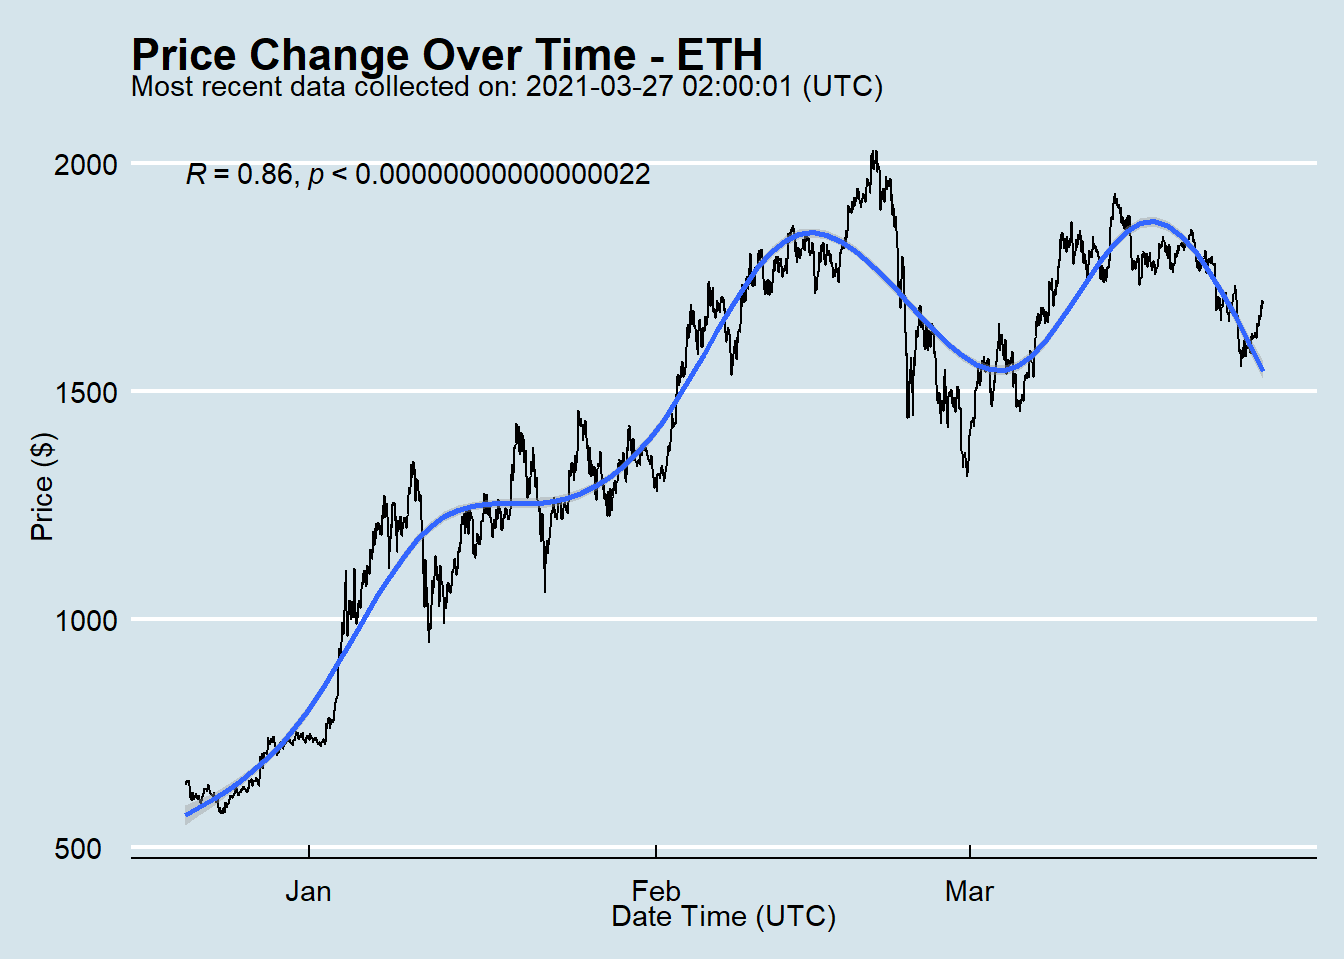 Price Change Over Time - ETH
Most recent data collected on: 2021-03-27 02:00:01 (UTC)
2000
R = 0.86, p < 0.00000000000000022
1500
Price ($)
1000
500
Jan Feb Mar
Date Time (UTC)